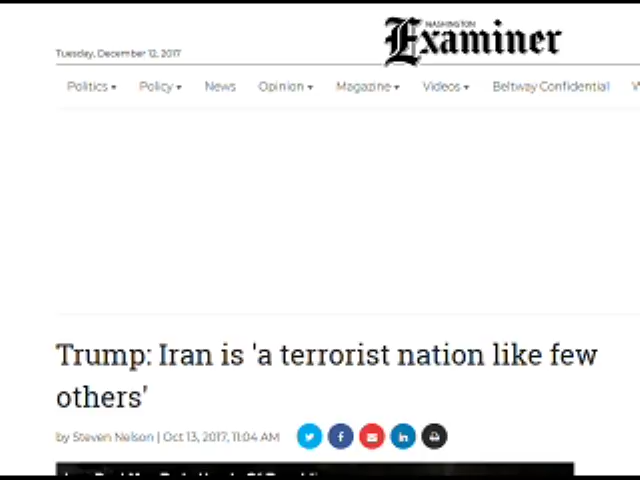 WASHINGTON
Examiner
Tuesday, December 12, 2017
Politics Policy News Opinion Magazine Videos Beltway Confidential
Trump: Iran is 'a terrorist nation like few
others'
by Steven Nelson | Oct 13, 2017, 11:04 AM